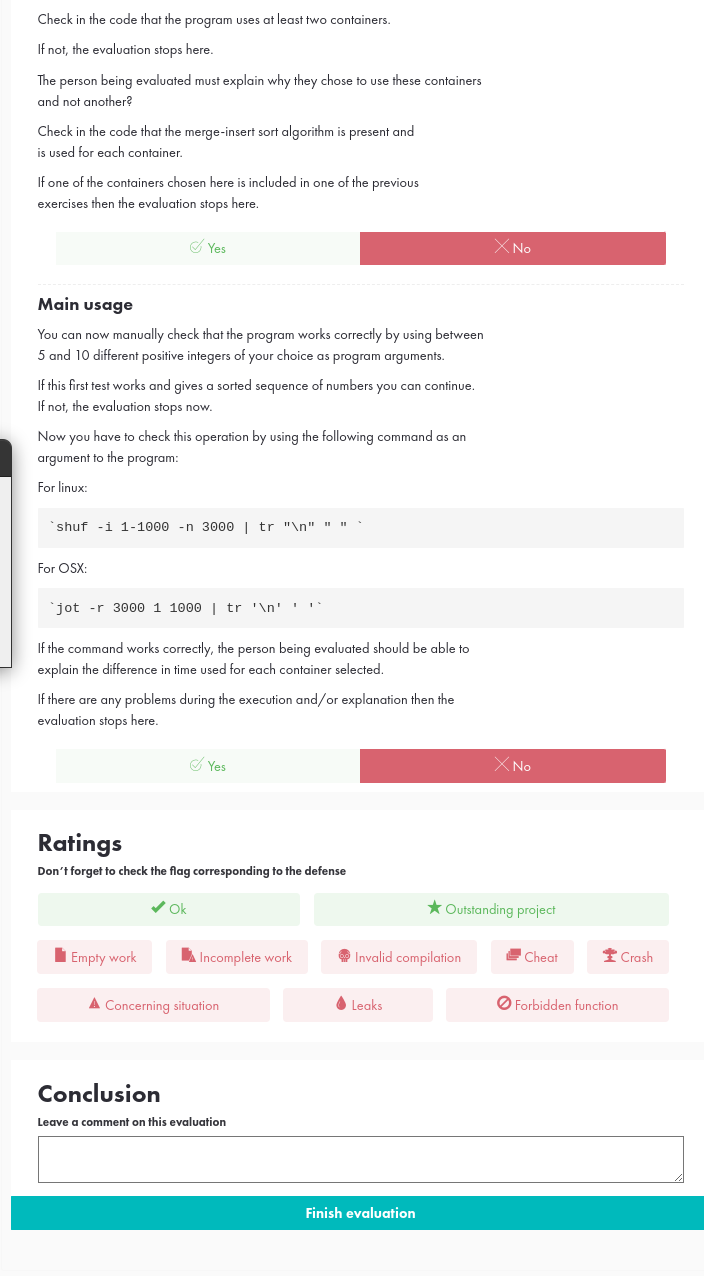 Check in the code that the program uses at least two containers.
If not, the evaluation stops here.
The person being evaluated must explain why they chose to use these containers
and not another?
Check in the code that the merge-insert sort algorithm is present and
is used for each container.
If one of the containers chosen here is included in one of the previous
exercises then the evaluation stops here.
Yes
No
Main usage
You can now manually check that the program works correctly by using between
5 and 10 different positive integers of your choice as program arguments.
If this first test works and gives a sorted sequence of numbers you can continue.
If not, the evaluation stops now.
Now you have to check this operation by using the following command as an
argument to the program:
For linux:
`shuf -i 1-1000 -n 3000 | tr "\n" " " `
For OSX:
`jot -r 3000 1 1000 | tr '\n' ' '`
If the command works correctly, the person being evaluated should be able to
explain the difference in time used for each container selected.
If there are any problems during the execution and/or explanation then the
evaluation stops here.
Yes
No
Ratings
Don’t forget to check the flag corresponding to the defense
Ok
Outstanding project
Empty work
Incomplete work
Invalid compilation
Cheat
Crash
Concerning situation
Leaks
Forbidden function
Conclusion
Leave a comment on this evaluation
Finish evaluation